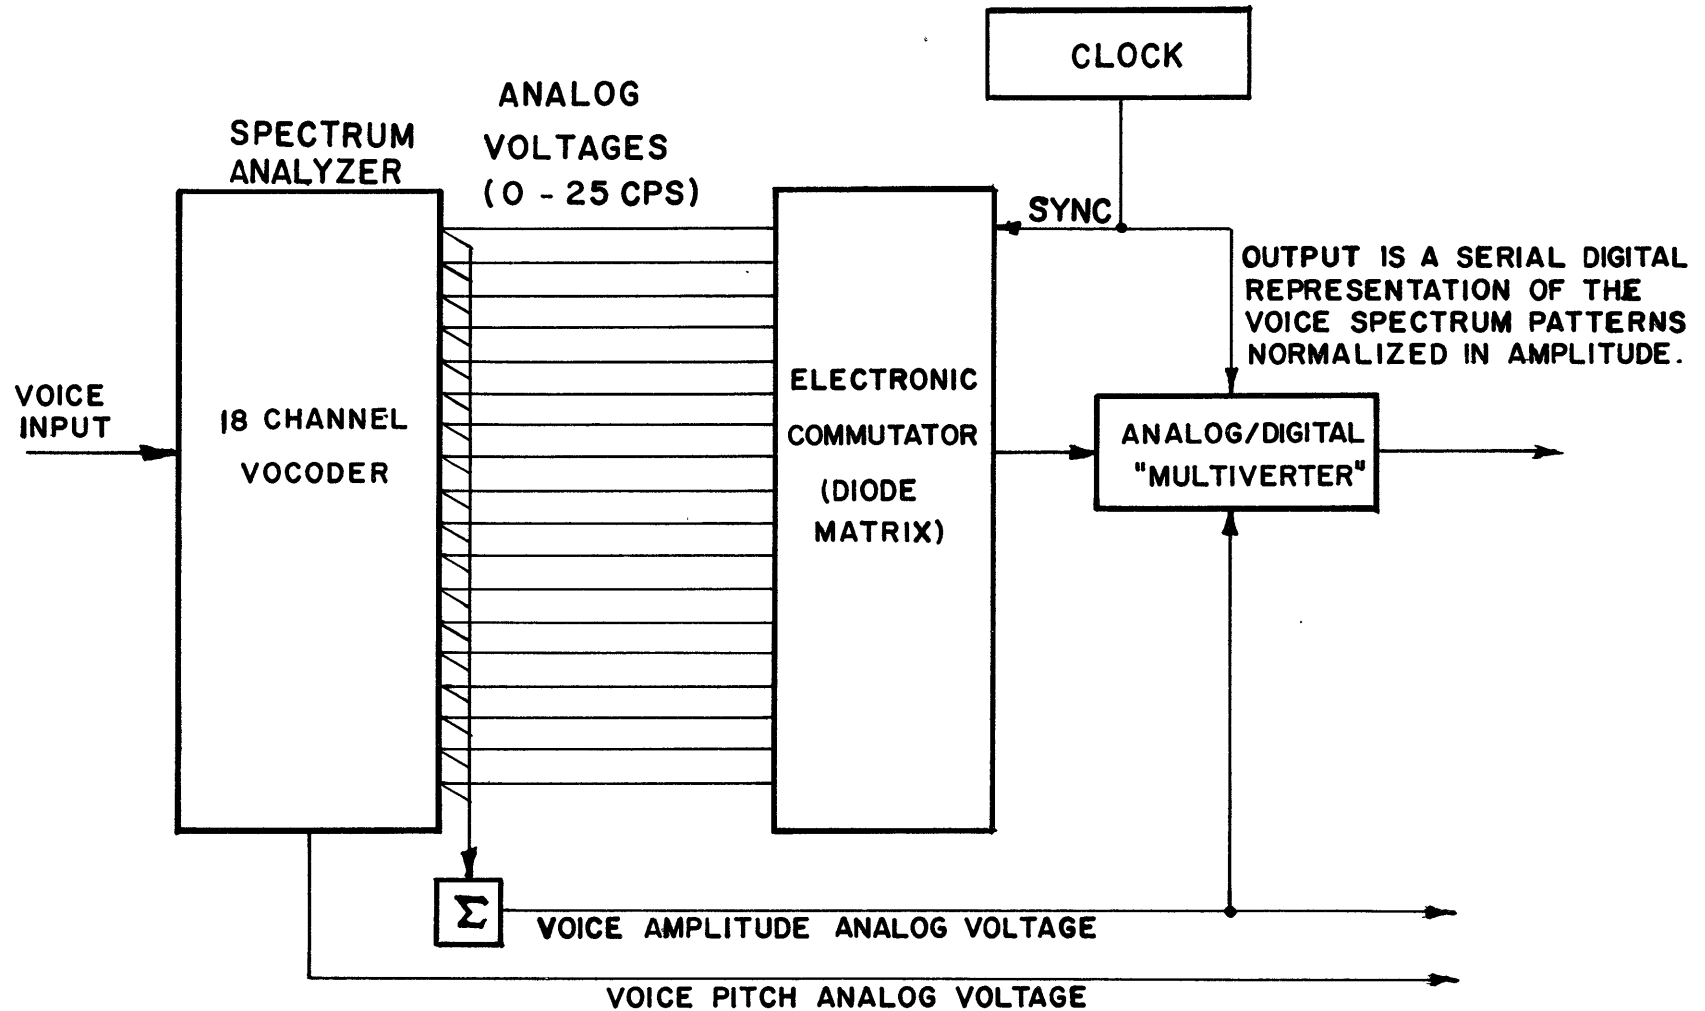 CLOCK
ANALOG
VOLTAGES
(0 - 25 CPS)
SPECTRUM
ANALYZER
SYNC
OUTPUT IS A SERIAL DIGITAL
REPRESENTATION OF THE
VOICE SPECTRUM PATTERNS
NORMALIZED IN AMPLITUDE.
VOICE
INPUT
18 CHANNEL
VOCODER
ELECTRONIC
COMMUTATOR
(DIODE
MATRIX)
ANALOG/DIGITAL
"MULTIVERTER"
Σ
VOICE AMPLITUDE ANALOG VOLTAGE
VOICE PITCH ANALOG VOLTAGE